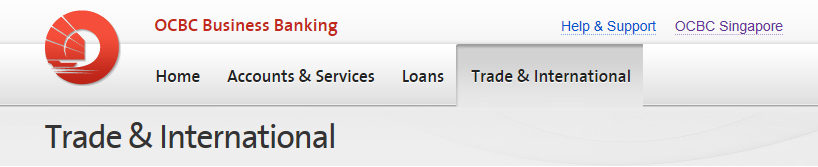 OCBC Business Banking Help & Support OCBC Singapore
Home Accounts & Services Loans Trade & International
Trade & International